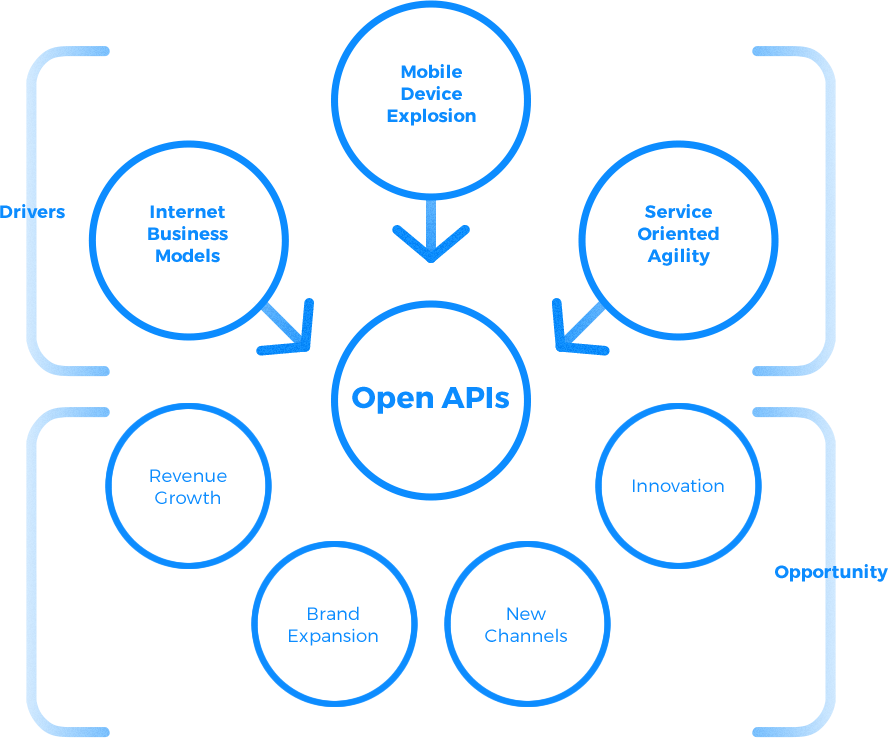 Mobile
Device
Explosion
Drivers
Internet
Business
Models
Service
Oriented
Agility
Open APIs
Revenue
Growth
Innovation
Opportunity
Brand
Expansion
New
Channels